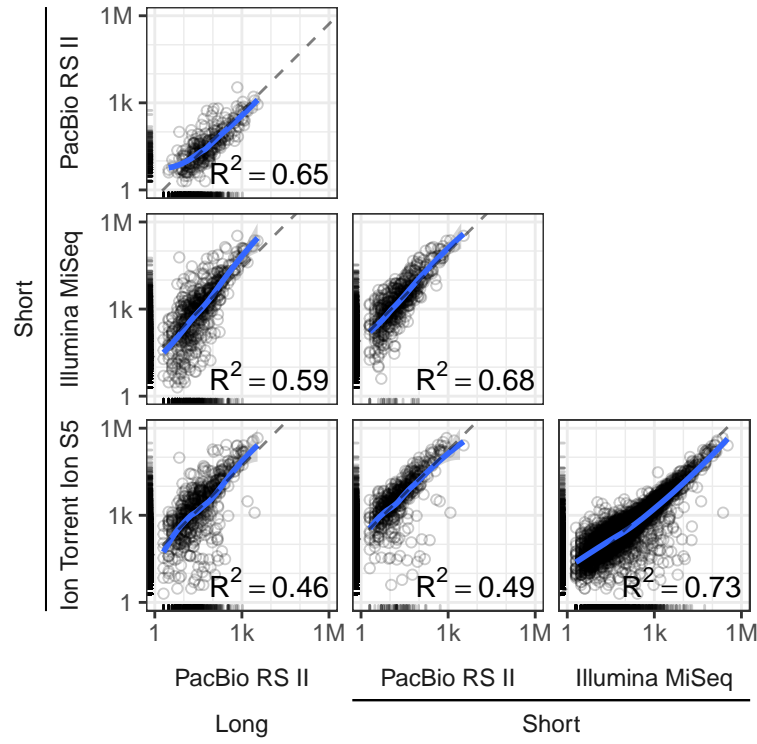 1M
1k
1
PacBio RS II
R² = 0.65
1M
1k
1
Illumina MiSeq
R² = 0.59
R² = 0.68
Short
1M
1k
1
Ion Torrent Ion S5
R² = 0.46
R² = 0.49
R² = 0.73
1 1k 1M 1 1k 1M 1 1k 1M
PacBio RS II PacBio RS II Illumina MiSeq
Long Short